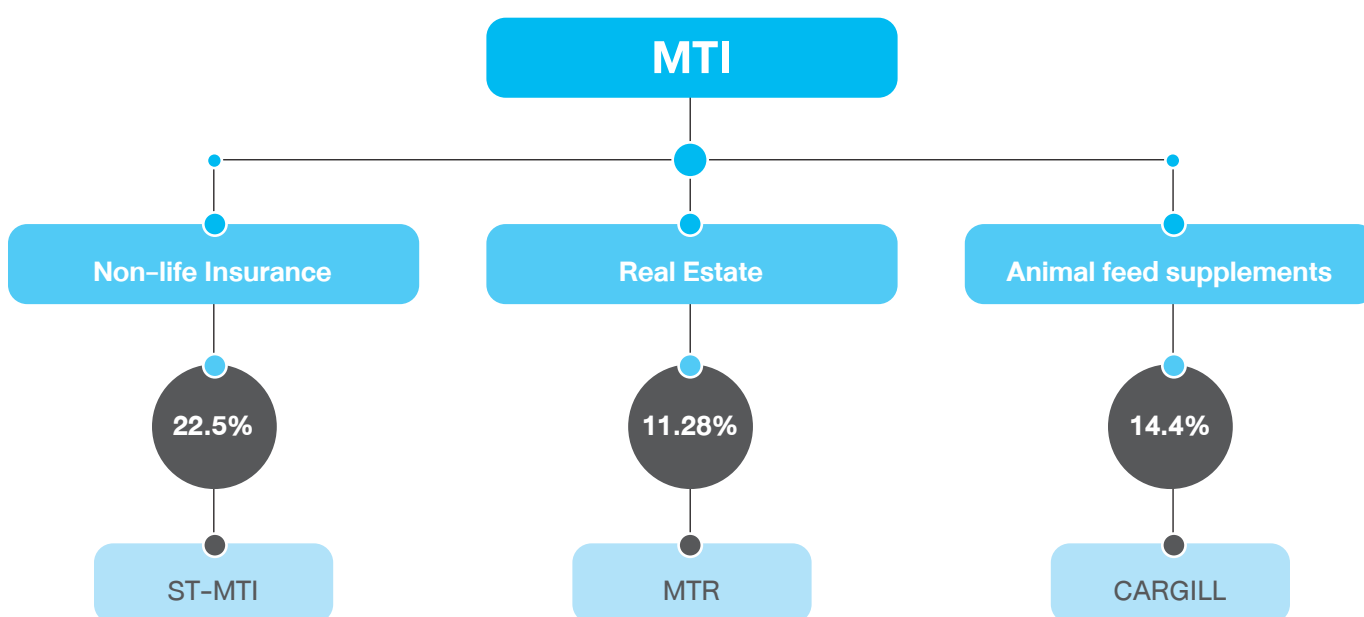 MTI
Non-life Insurance
Real Estate
Animal feed supplements
22.5%
11.28%
14.4%
ST-MTI
MTR
CARGILL